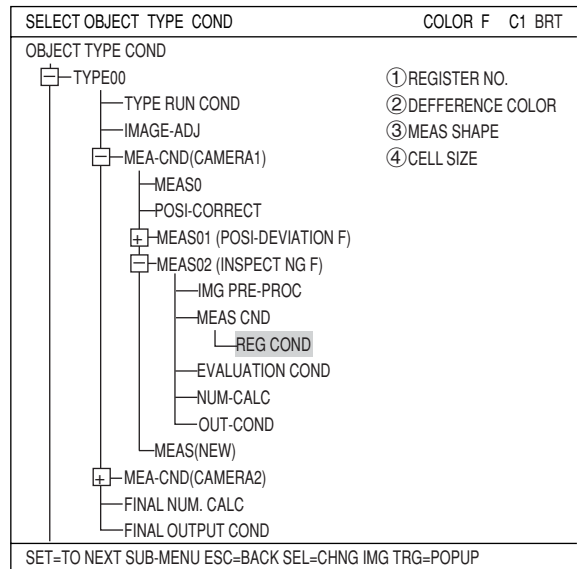 SELECT OBJECT TYPE COND COLOR F C1 BRT
OBJECT TYPE COND
TYPE00 ①REGISTER NO.
TYPE RUN COND ②DEFFERENCE COLOR
IMAGE-ADJ ③MEAS SHAPE
MEA-CND(CAMERA1) ④CELL SIZE
MEAS0
POSI-CORRECT
MEAS01 (POSI-DEVIATION F)
MEAS02 (INSPECT NG F)
IMG PRE-PROC
MEAS CND
REG COND
EVALUATION COND
NUM-CALC
OUT-COND
MEAS(NEW)
MEA-CND(CAMERA2)
FINAL NUM. CALC
FINAL OUTPUT COND
SET=TO NEXT SUB-MENU ESC=BACK SEL=CHNG IMG TRG=POPUP